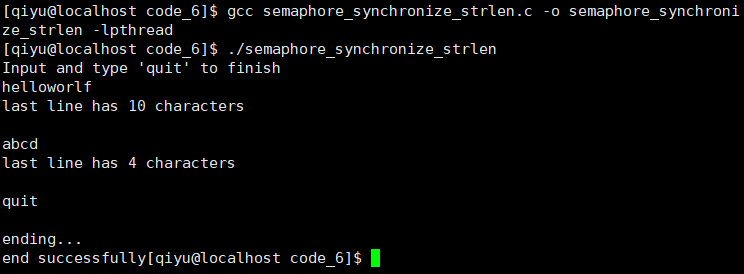 [qiyu@localhost code_6]$ gcc semaphore_synchronize_strlen.c -o semaphore_synchroni
ze_strlen -lpthread
[qiyu@localhost code_6]$ ./semaphore_synchronize_strlen
Input and type 'quit' to finish
helloworlf
last line has 10 characters
abcd
last line has 4 characters
quit
ending...
end successfully[qiyu@localhost code_6]$